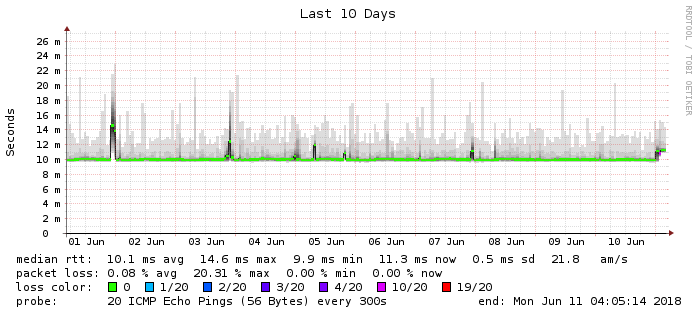 Last 10 Days
RRDTOOL / TOBI OETIKER
Seconds
26 m
24 m
22 m
20 m
18 m
16 m
14 m
12 m
10 m
8 m
6 m
4 m
2 m
0
01 Jun 02 Jun 03 Jun 04 Jun 05 Jun 06 Jun 07 Jun 08 Jun 09 Jun 10 Jun
median rtt: 10.1 ms avg 14.6 ms max 9.9 ms min 11.3 ms now 0.5 ms sd 21.8 am/s
packet loss: 0.08 % avg 20.31 % max 0.00 % min 0.00 % now
loss color: 0 1/20 2/20 3/20 4/20 10/20 19/20
probe: 20 ICMP Echo Pings (56 Bytes) every 300s end: Mon Jun 11 04:05:14 2018